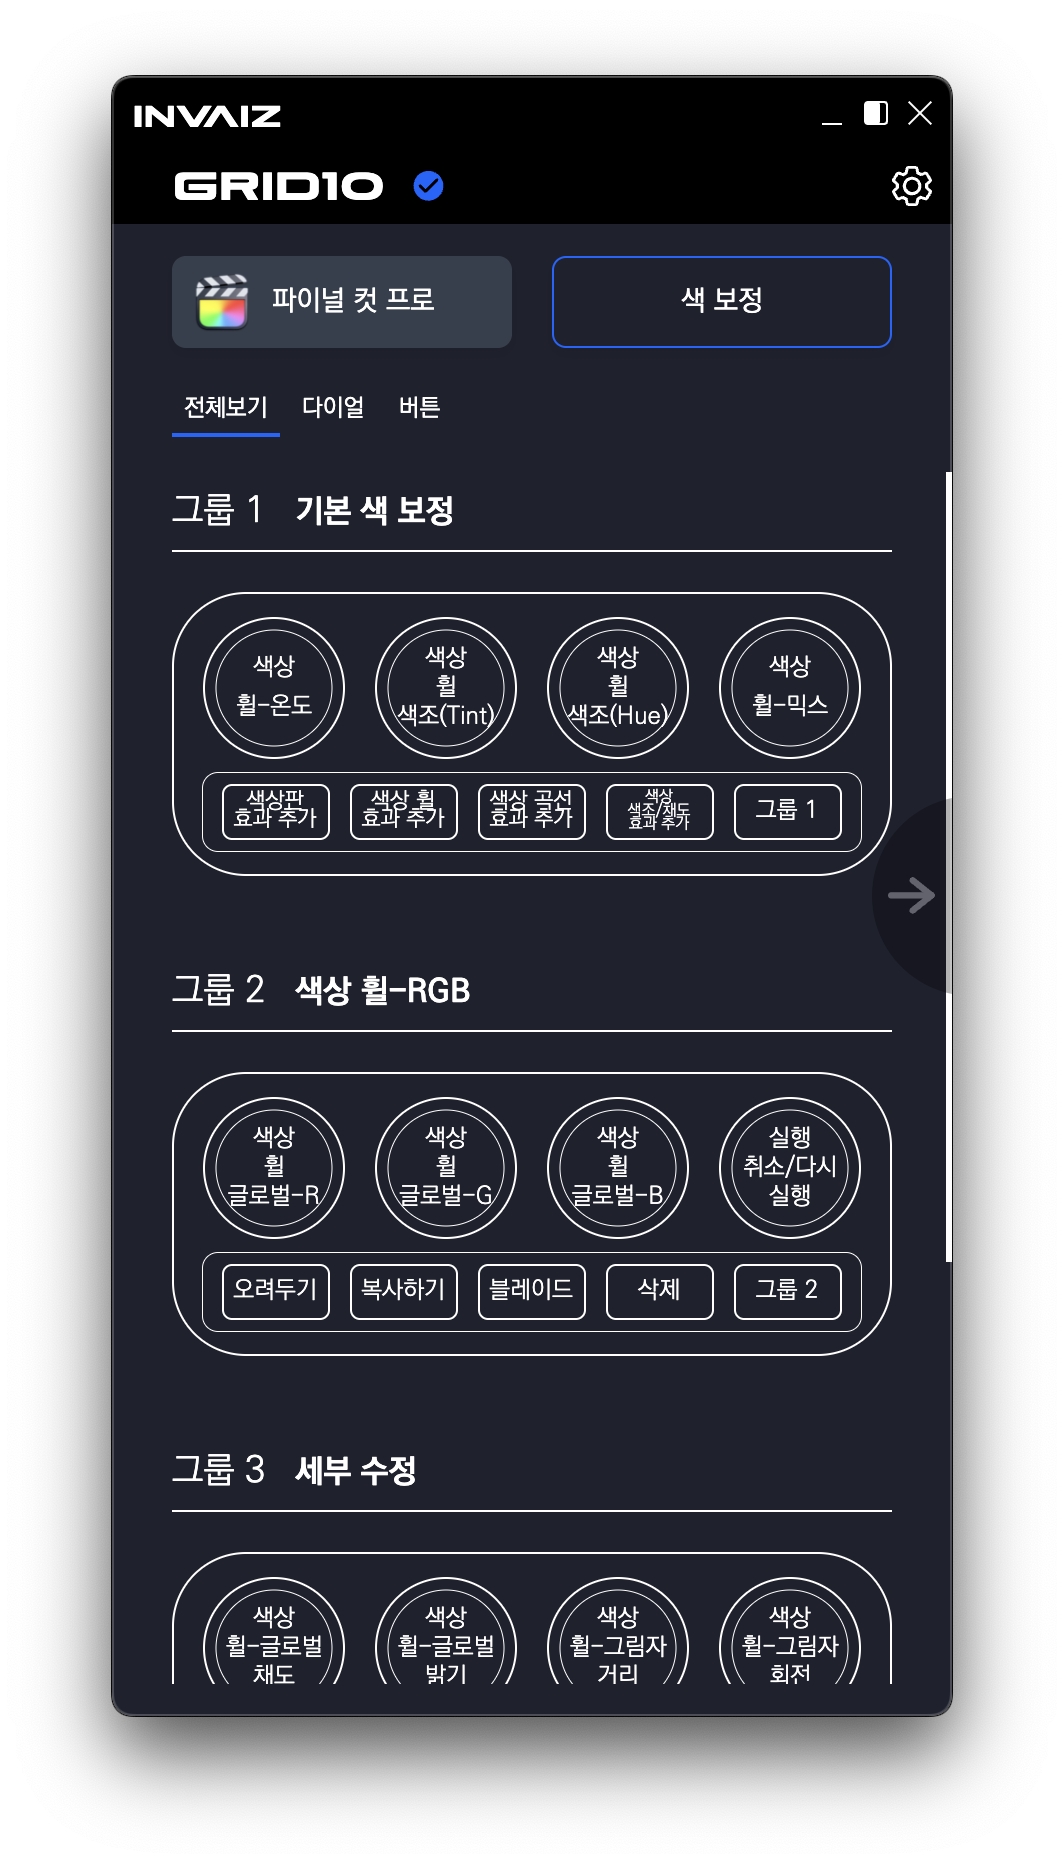 INVAIZ
GRID10
파이널 컷 프로
색 보정
전체보기 다이얼 버튼
그룹 1 기본 색 보정
색상
휠-온도
색상
휠
색조(Tint)
색상
휠
색조(Hue)
색상
휠-믹스
색상판
효과 추가
색상 휠
효과 추가
색상 곡선
효과 추가
색상
색조/채도
효과 추가
그룹 1
그룹 2 색상 휠-RGB
색상
휠
글로벌-R
색상
휠
글로벌-G
색상
휠
글로벌-B
실행
취소/다시
실행
오려두기
복사하기
블레이드
삭제
그룹 2
그룹 3 세부 수정
색상
휠-글로벌
채도
색상
휠-글로벌
밝기
색상
휠-그림자
거리
색상
휠-그림자
회전